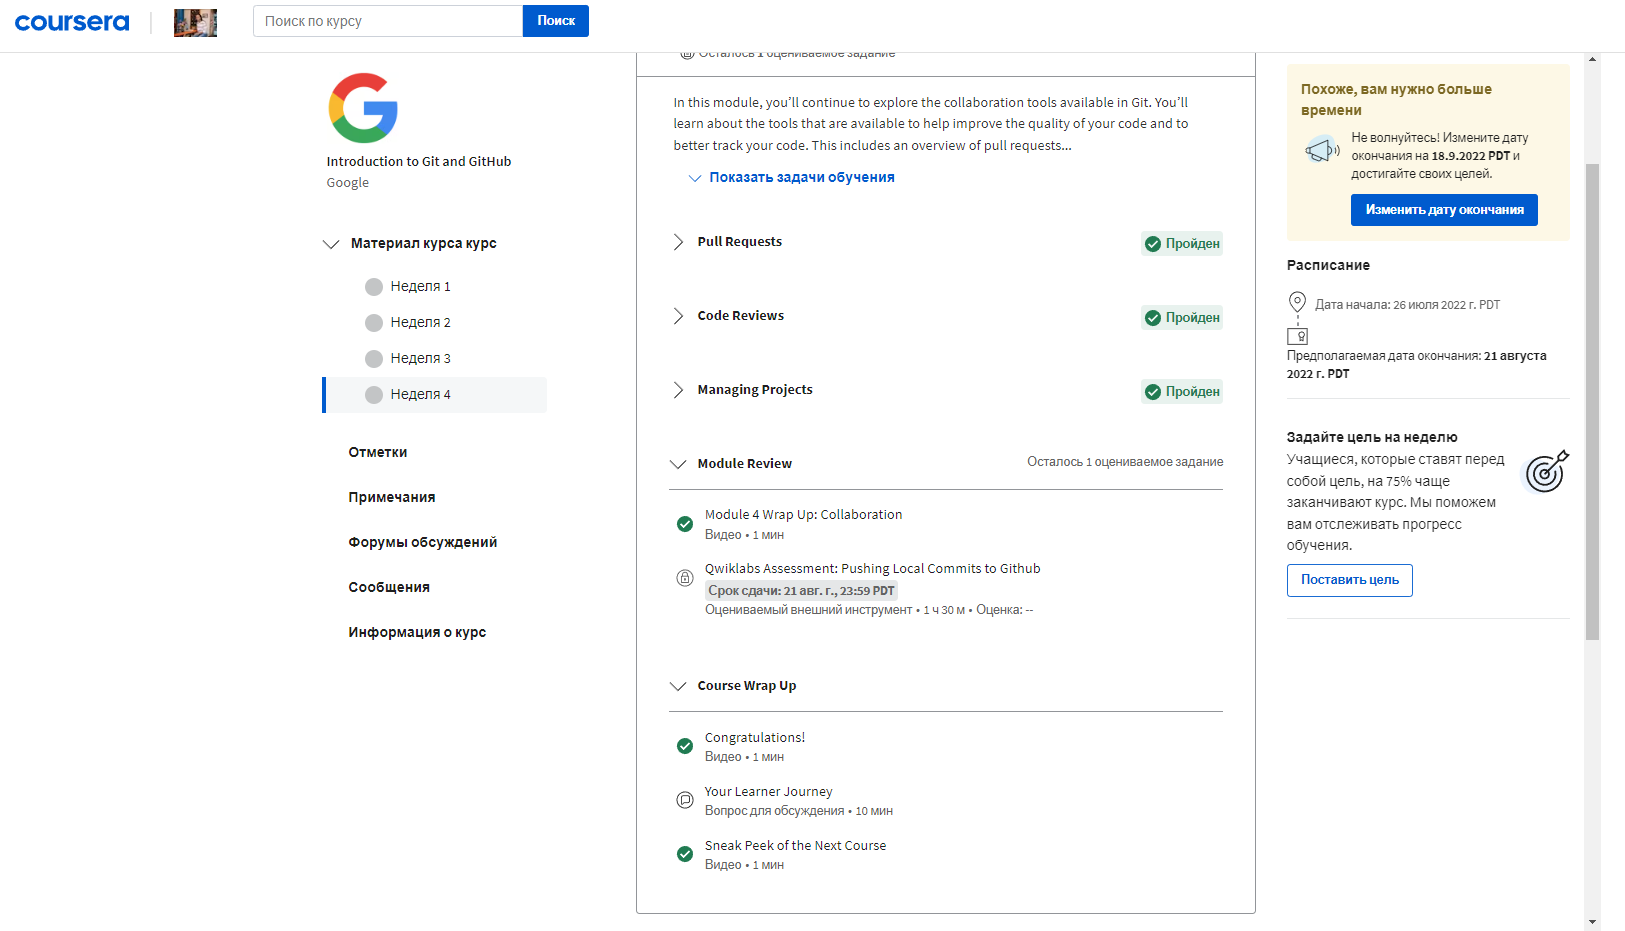 coursera
Поиск по курсу
Поиск
Осталось 1 оцениваемое задание
Introduction to Git and GitHub
Google
Материал курса курс
Неделя 1
Неделя 2
Неделя 3
Неделя 4
Отметки
Примечания
Форумы обсуждений
Сообщения
Информация о курс
In this module, you’ll continue to explore the collaboration tools available in Git. You’ll
learn about the tools that are available to help improve the quality of your code and to
better track your code. This includes an overview of pull requests...
Показать задачи обучения
Pull Requests
Пройден
Code Reviews
Пройден
Managing Projects
Пройден
Module Review
Осталось 1 оцениваемое задание
Module 4 Wrap Up: Collaboration
Видео • 1 мин
Qwiklabs Assessment: Pushing Local Commits to Github
Срок сдачи: 21 авг. г., 23:59 PDT
Оцениваемый внешний инструмент • 1 ч 30 м • Оценка: --
Course Wrap Up
Congratulations!
Видео • 1 мин
Your Learner Journey
Вопрос для обсуждения • 10 мин
Sneak Peek of the Next Course
Видео • 1 мин
Похоже, вам нужно больше
времени
Не волнуйтесь! Измените дату
окончания на 18.9.2022 PDT и
достигайте своих целей.
Изменить дату окончания
Расписание
Дата начала: 26 июля 2022 г. PDT
Предполагаемая дата окончания: 21 августа
2022 г. PDT
Задайте цель на неделю
Учащиеся, которые ставят перед
собой цель, на 75% чаще
заканчивают курс. Мы поможем
вам отслеживать прогресс
обучения.
Поставить цель